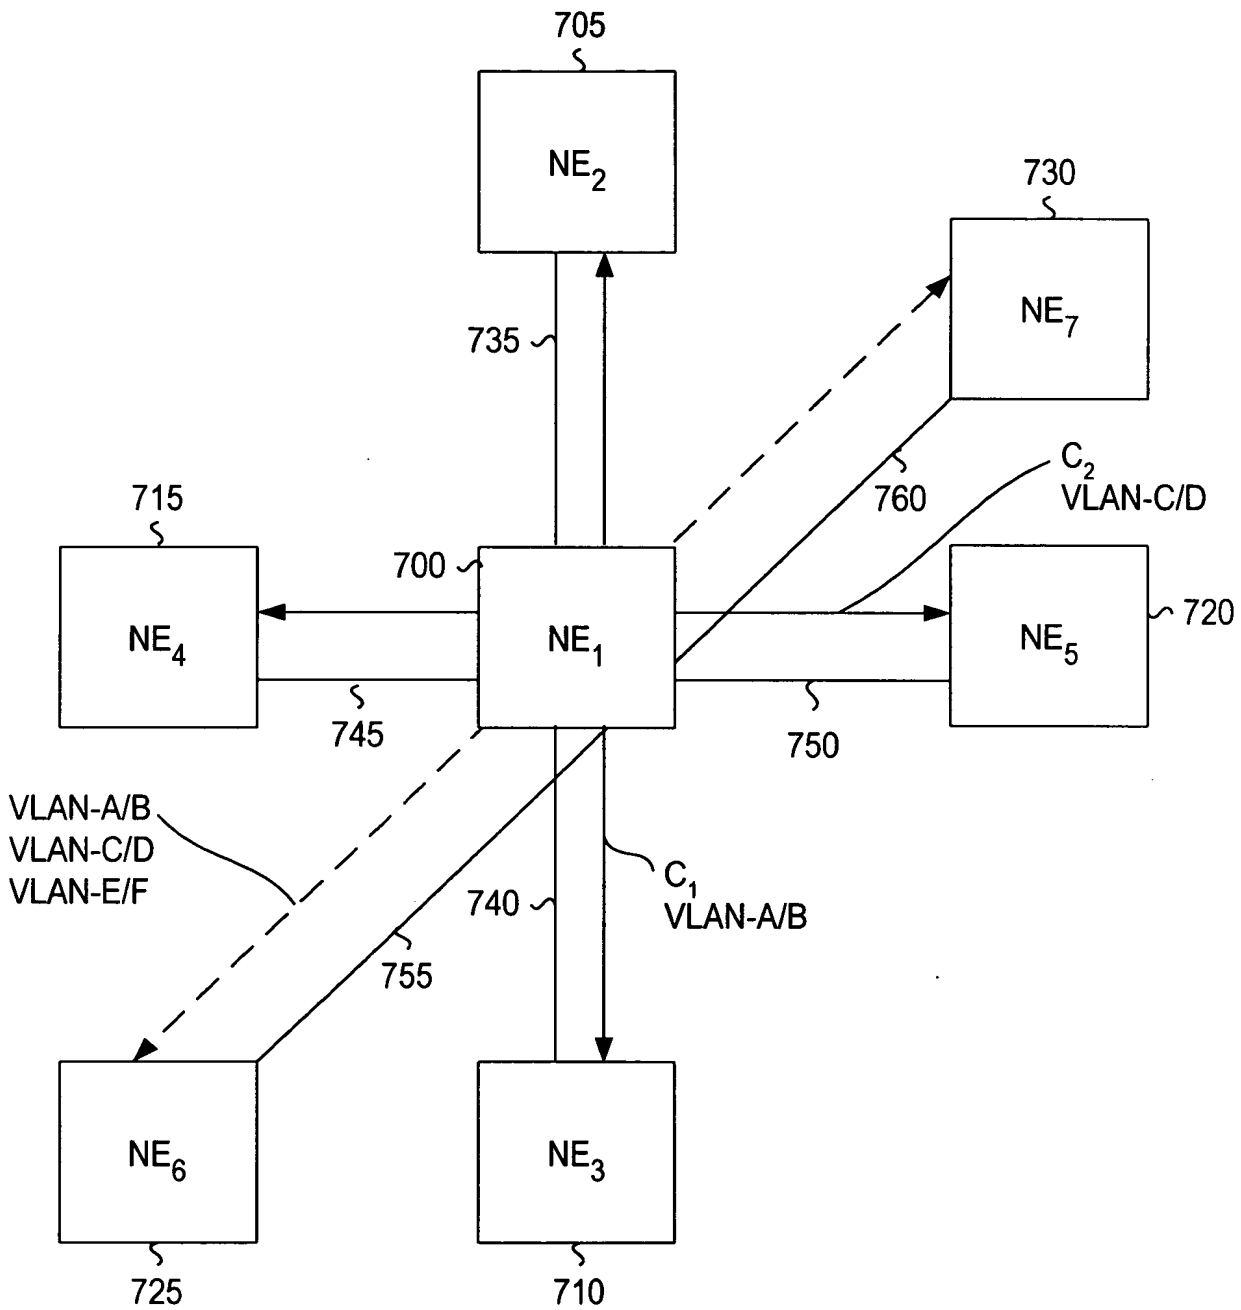 705
NE2
730
NE7
735
C2
VLAN-C/D
760
715
700
NE4
NE1
NE5
720
745
750
VLAN-A/B
VLAN-C/D
VLAN-E/F
C1
VLAN-A/B
740
755
NE6
NE3
725
710